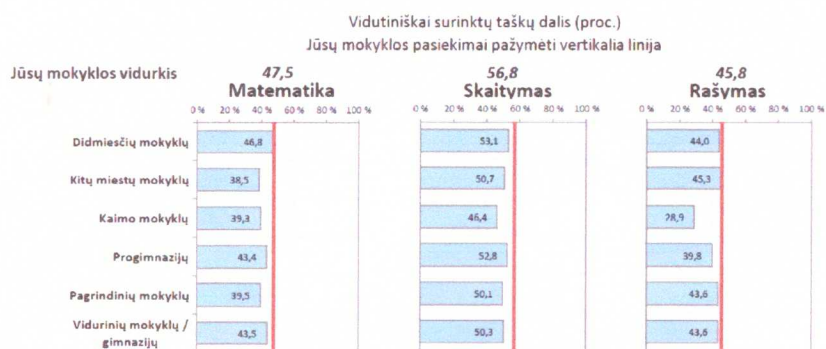 Vidutiniškai surinktų taškų dalis (proc.)
Jūsų mokyklos pasiekimai pažymėti vertikalia linija
Jūsų mokyklos vidurkis 47,5 56,8 45,8
Matematika Skaitymas Rašymas
0 % 20 % 40 % 60 % 80 % 100 % 0 % 20 % 40 % 60 % 80 % 100 % 0 % 20 % 40 % 60 % 80 % 100 %
Didmiesčių mokyklų 46,8 53,1 44,0
Kitų miestų mokyklų 38,5 50,7 45,3
Kaimo mokyklų 39,3 46,4 28,9
Progimnazijų 43,4 52,8 39,8
Pagrindinių mokyklų 39,5 50,1 43,6
Vidurinių mokyklų /
gimnazijų 43,5 50,3 43,6